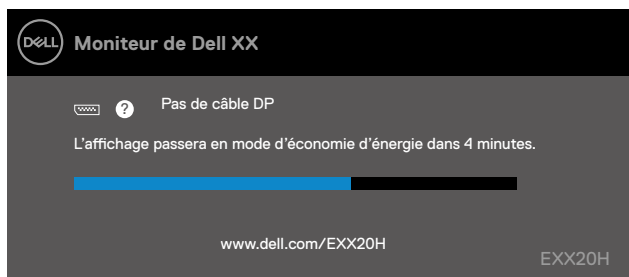 DELL
Moniteur de Dell XX
? Pas de câble DP
L'affichage passera en mode d'économie d'énergie dans 4 minutes.
www.dell.com/EXX20H
EXX20H